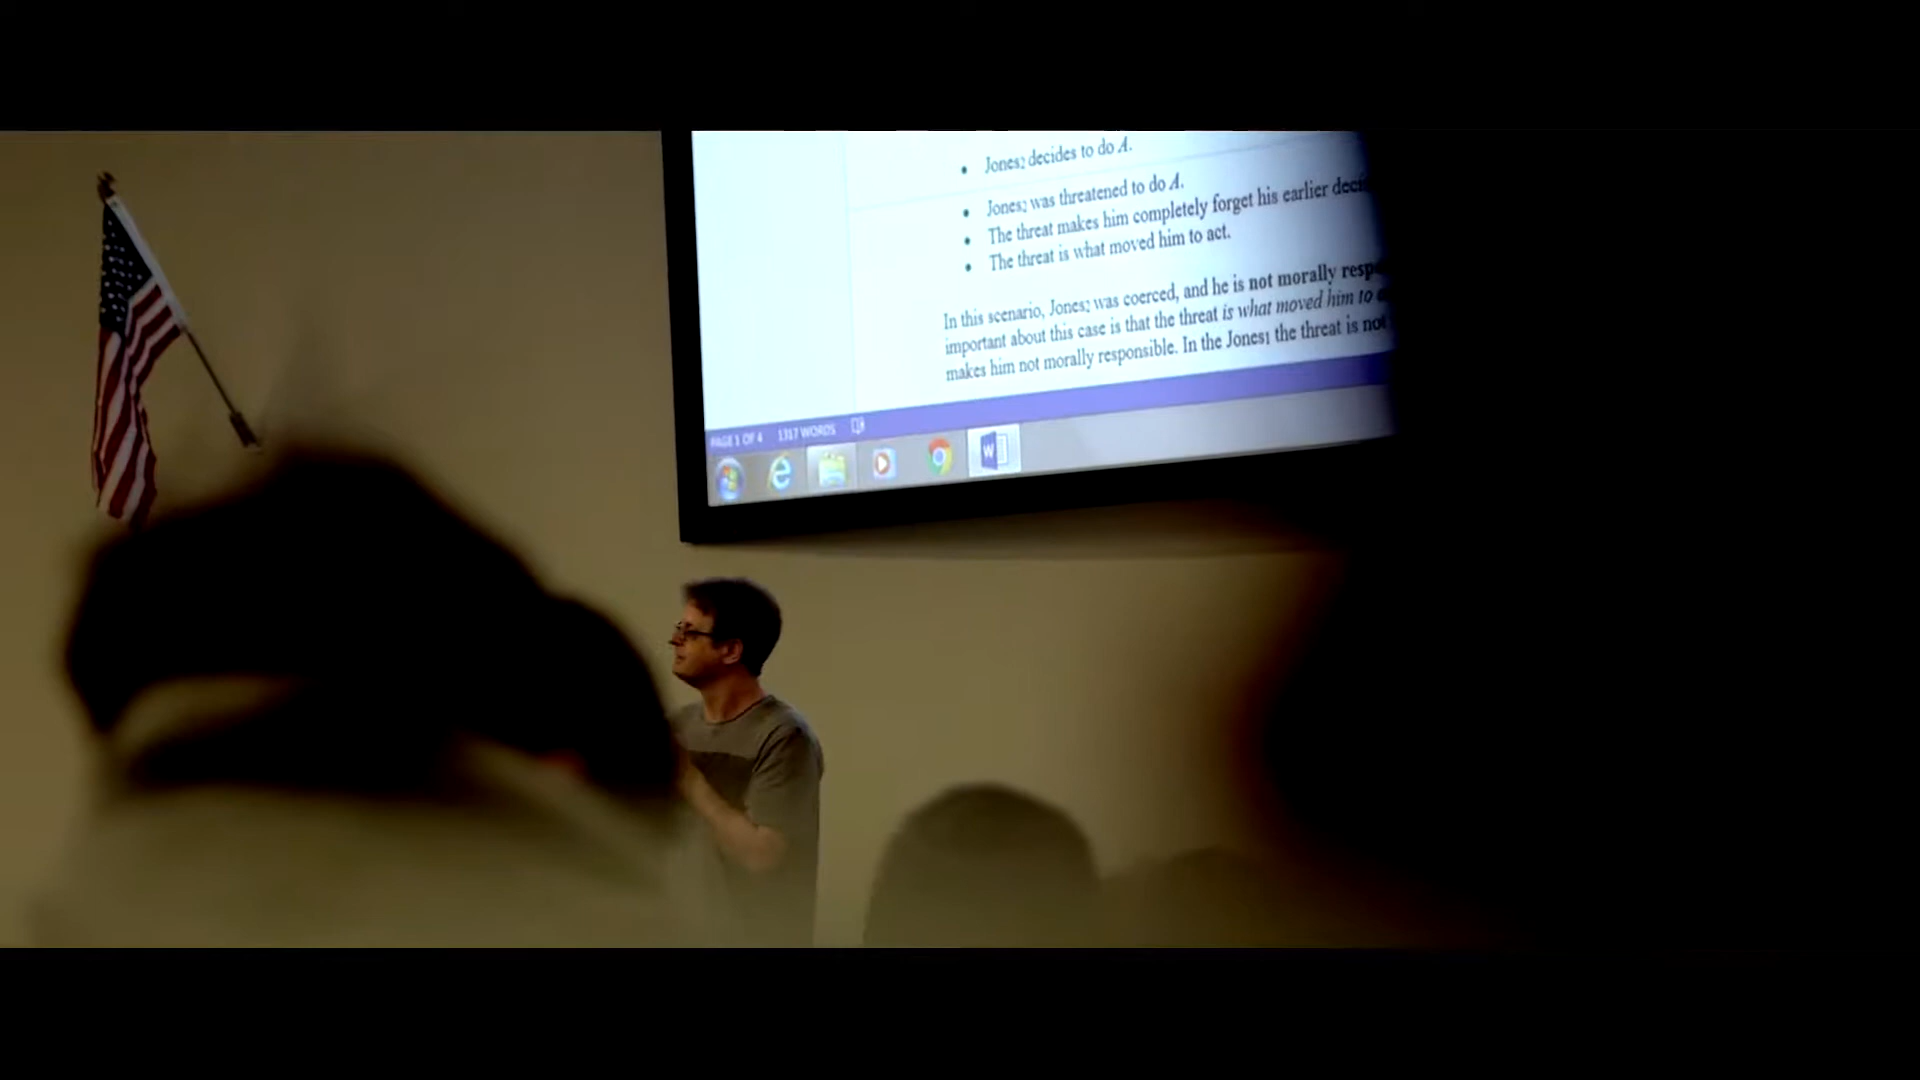 • Jones₂ decides to do A.
• Jones₂ was threatened to do A.
• The threat makes him completely forget his earlier deci
• The threat is what moved him to act.
In this scenario, Jones₂ was coerced, and he is not morally resp
important about this case is that the threat is what moved him to
makes him not morally responsible. In the Jones₁ the threat is not
PAGE 1 OF 4 1317 WORDS